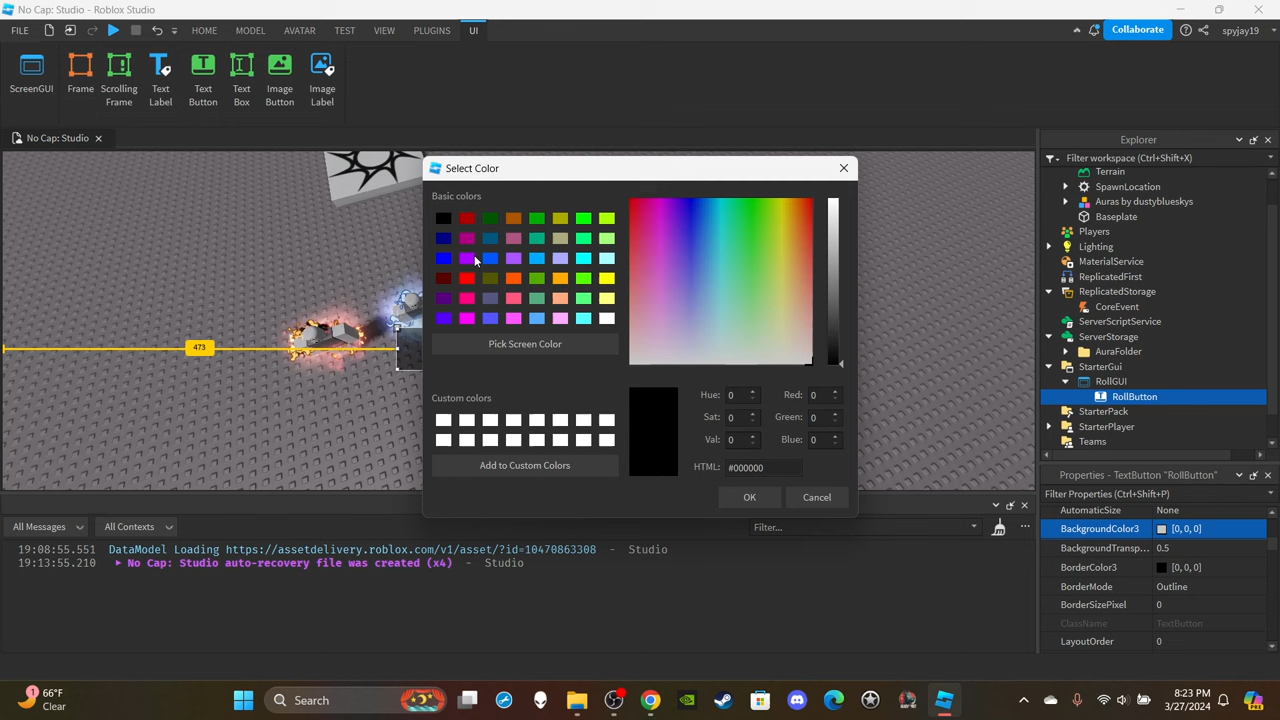 No Cap: Studio - Roblox Studio
FILE HOME MODEL AVATAR TEST VIEW PLUGINS UI Collaborate spyjay19
ScreenGUI Frame Scrolling Frame Text Label Text Button Text Box Image Button Image Label
No Cap: Studio
Explorer
Filter workspace (Ctrl+Shift+X)
Terrain
SpawnLocation
Auras by dustyblueskys
Baseplate
Players
Lighting
MaterialService
ReplicatedFirst
ReplicatedStorage
CoreEvent
ServerScriptService
ServerStorage
AuraFolder
StarterGui
RollGUI
RollButton
StarterPack
StarterPlayer
Teams
473
Select Color
Basic colors
Pick Screen Color
Custom colors
Add to Custom Colors
Hue: 0 Red: 0
Sat: 0 Green: 0
Val: 0 Blue: 0
HTML: #000000
OK Cancel
Properties - TextButton "RollButton"
Filter Properties (Ctrl+Shift+P)
AutomaticSize None
BackgroundColor3 [0, 0, 0]
BackgroundTransp... 0.5
BorderColor3 [0, 0, 0]
BorderMode Outline
BorderSizePixel 0
ClassName TextButton
LayoutOrder 0
All Messages All Contexts Filter...
19:08:55.551 DataModel Loading https://assetdelivery.roblox.com/v1/asset/?id=10470863308 - Studio
19:13:55.210 No Cap: Studio auto-recovery file was created (x4) - Studio
1 66°F
Clear
Search
8:23 PM
3/27/2024